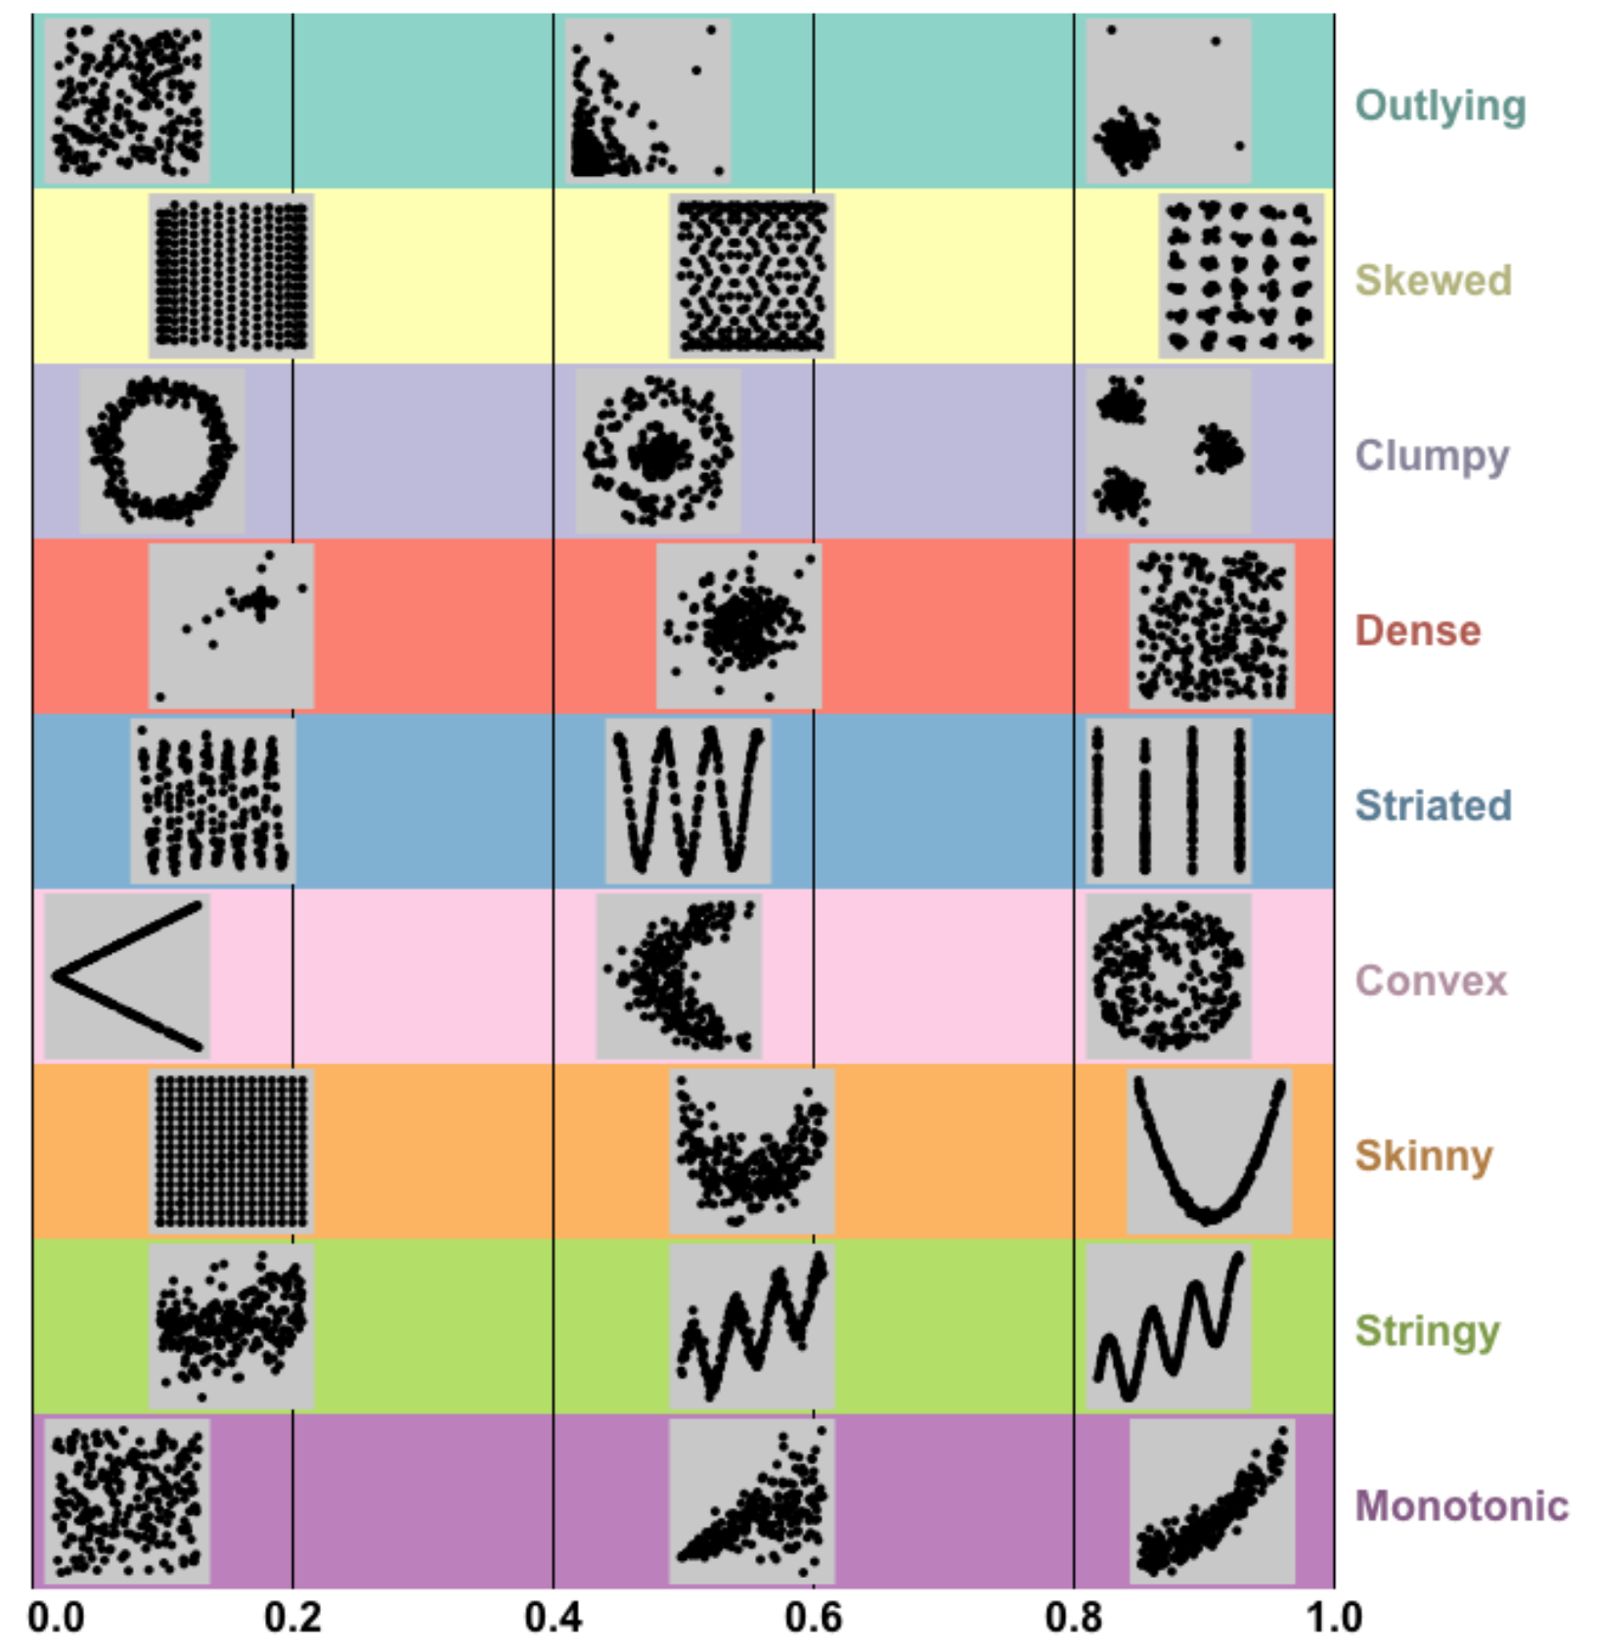 Outlying
Skewed
Clumpy
Dense
Striated
Convex
Skinny
Stringy
Monotonic
0.0 0.2 0.4 0.6 0.8 1.0